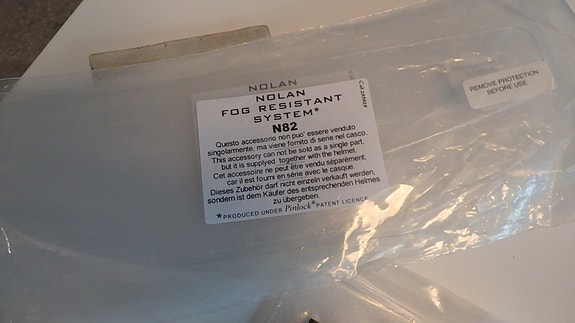 NOLAN
NOLAN
FOG RESISTANT
SYSTEM*
N82
Questo accessorio non puo' essere venduto
singolarmente, ma viene fornito di serie nel casco.
This accessory can not be sold as a single part,
but it is supplyed together with the helmet.
Cet accessoire ne peut être vendu séparément;
car il est fourni en série avec le casque.
Dieses Zubehör darf nicht einzeln verkauft werden,
sondern ist dem Käufer des entsprechenden Helmes
zu übergeben.
*PRODUCED UNDER Pinlock® PATENT LICENCE
REMOVE PROTECTION
BEFORE USE